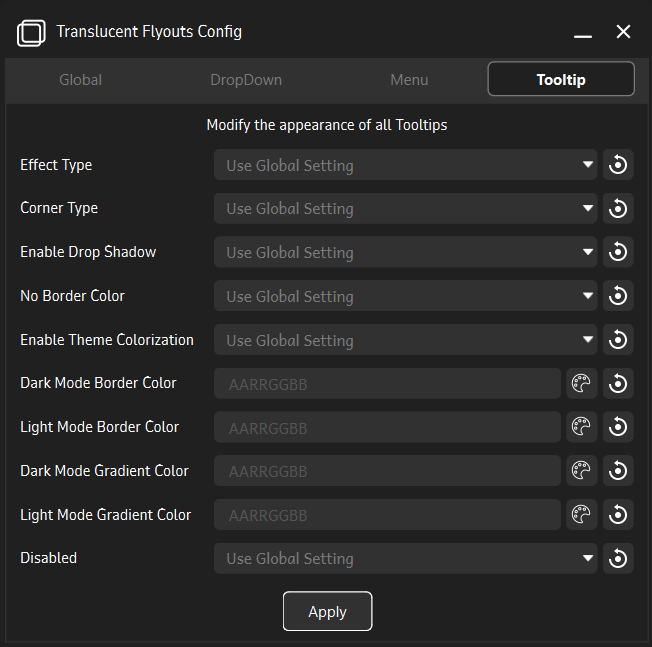 Translucent Flyouts Config
Global DropDown Menu Tooltip
Modify the appearance of all Tooltips
Effect Type Use Global Setting
Corner Type Use Global Setting
Enable Drop Shadow Use Global Setting
No Border Color Use Global Setting
Enable Theme Colorization Use Global Setting
Dark Mode Border Color AARRGGBB
Light Mode Border Color AARRGGBB
Dark Mode Gradient Color AARRGGBB
Light Mode Gradient Color AARRGGBB
Disabled Use Global Setting
Apply